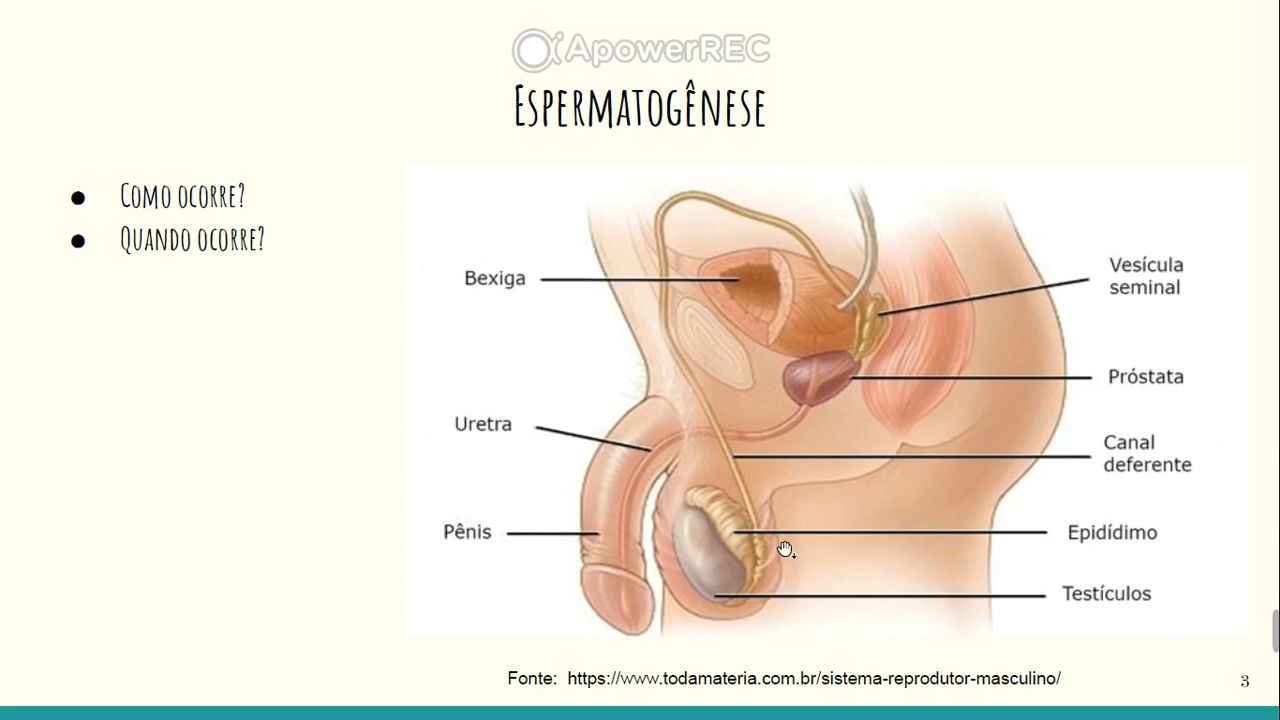 ApowerREC
Espermatogênese
● Como ocorre?
● Quando ocorre?
Bexiga
Uretra
Pênis
Vesícula
seminal
Próstata
Canal
deferente
Epidídimo
Testículos
Fonte: https://www.todamateria.com.br/sistema-reprodutor-masculino/
3